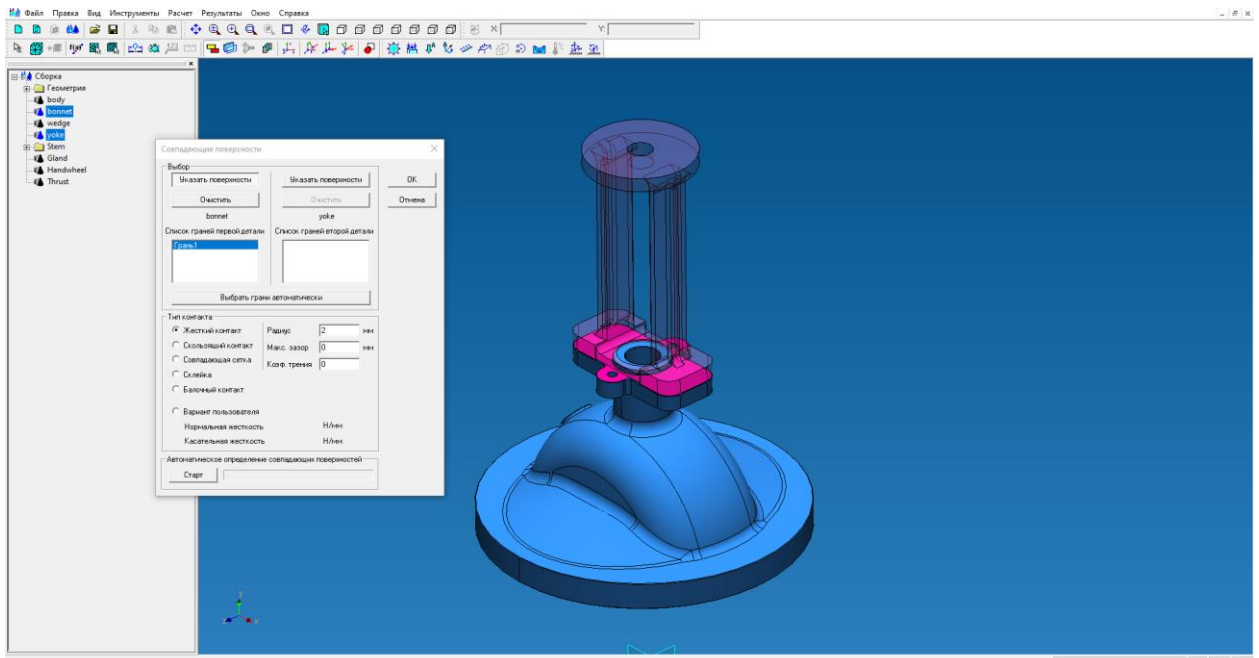 Файл Правка Вид Инструменты Расчет Результаты Окно Справка
X Y:
Сборка
Геометрия
body
bonnet
wedge
yoke
Stem
Gland
Handwheel
Thrust
Совпадающие поверхности
Выбор
Указать поверхности Указать поверхности OK
Очистить Очистить Отмена
bonnet yoke
Список граней первой детали Список граней второй детали
Грань1
Выбрать грани автоматически
Тип контакта
Жесткий контакт Радиус 2 мм
Скользящий контакт Макс. зазор 0 мм
Совпадающая сетка Коэф. трения 0
Склейка
Балочный контакт
Вариант пользователя
Нормальная жесткость Н/мм
Касательная жесткость Н/мм
Автоматическое определение совпадающих поверхностей
Старт